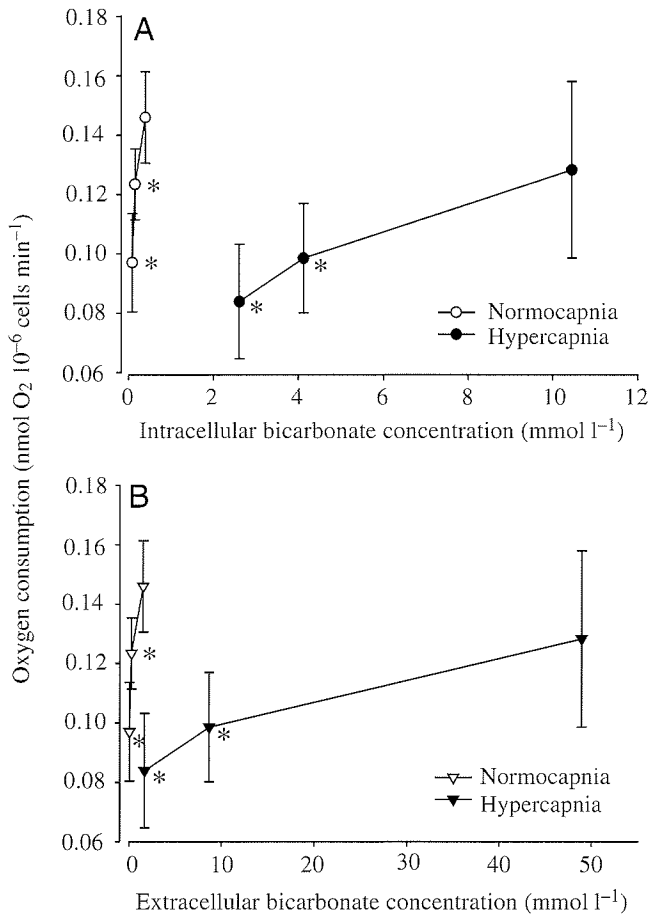 A
0.18
0.16
0.14
0.12
0.10
0.08
0.06
*
*
*
*
Normocapnia
Hypercapnia
0 2 4 6 8 10 12
Intracellular bicarbonate concentration (mmol l⁻¹)
Oxygen consumption (nmol O₂ 10⁻⁶ cells min⁻¹)
B
0.18
0.16
0.14
0.12
0.10
0.08
0.06
*
*
*
*
Normocapnia
Hypercapnia
0 10 20 30 40 50
Extracellular bicarbonate concentration (mmol l⁻¹)